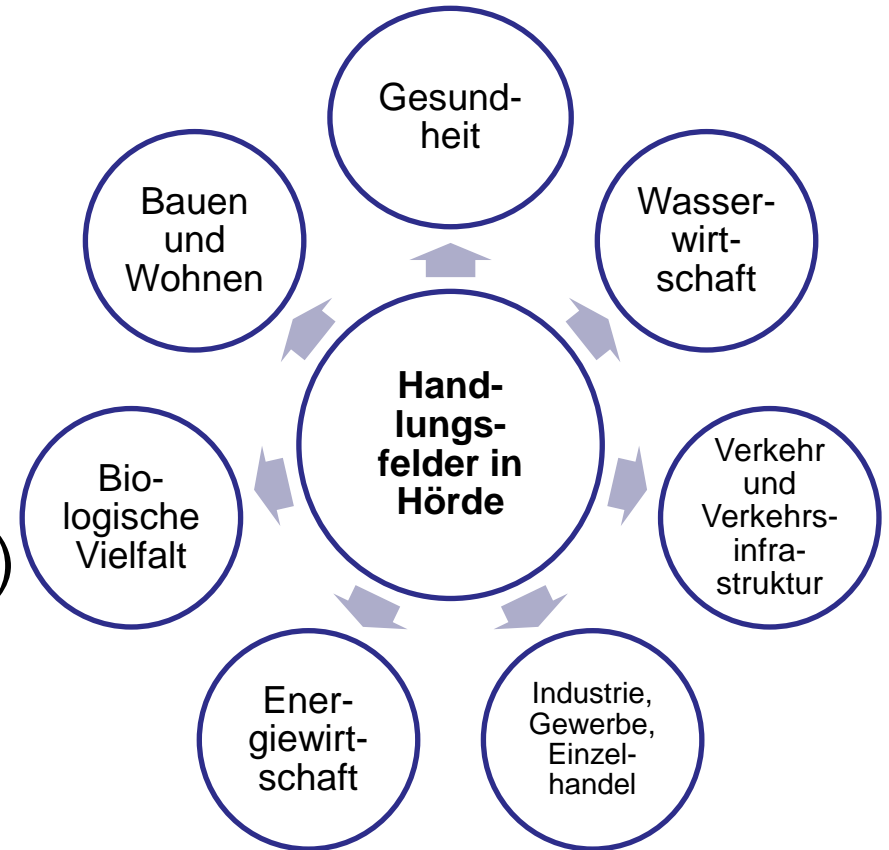 Gesund-
heit
Bauen
und
Wohnen
Wasser-
wirt-
schaft
Hand-
lungs-
felder in
Hörde
Bio-
logische
Vielfalt
)
Verkehr
und
Verkehrs-
infra-
struktur
Ener-
giewirt-
schaft
Industrie,
Gewerbe,
Einzel-
handel